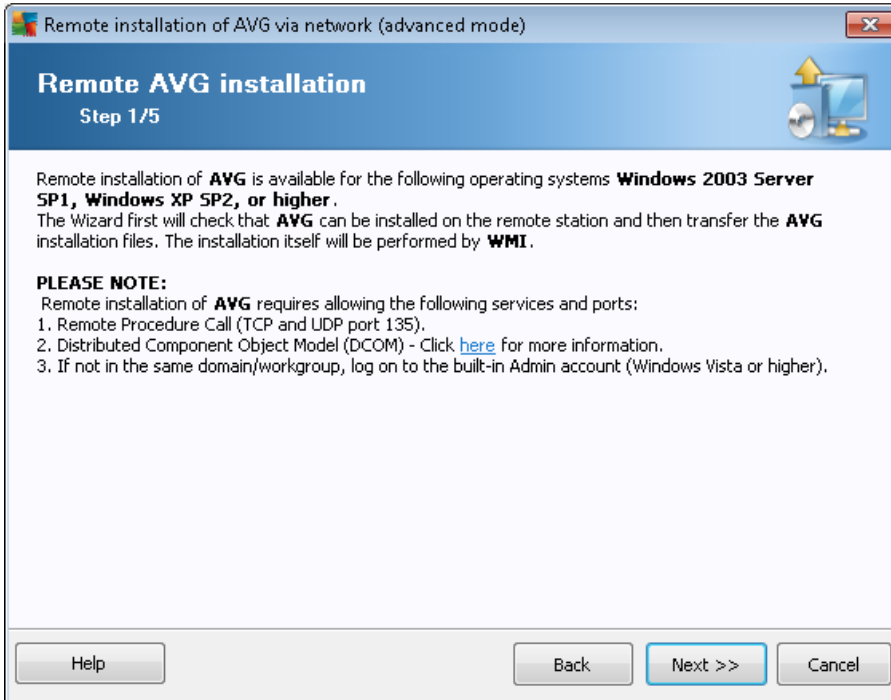 Remote installation of AVG via network (advanced mode)
Remote AVG installation
Step 1/5
Remote installation of AVG is available for the following operating systems Windows 2003 Server
SP1, Windows XP SP2, or higher.
The Wizard first will check that AVG can be installed on the remote station and then transfer the AVG
installation files. The installation itself will be performed by WMI.
PLEASE NOTE:
Remote installation of AVG requires allowing the following services and ports:
1. Remote Procedure Call (TCP and UDP port 135).
2. Distributed Component Object Model (DCOM) - Click here for more information.
3. If not in the same domain/workgroup, log on to the built-in Admin account (Windows Vista or higher).
Help Back Next >> Cancel